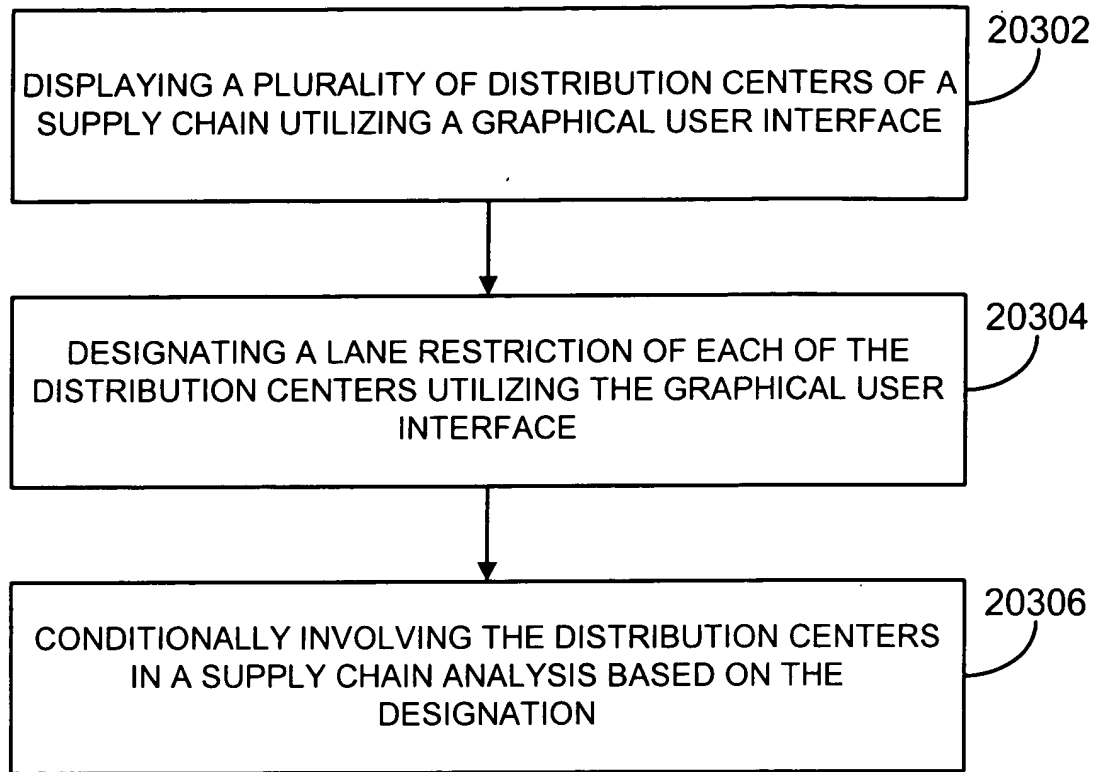 20302
DISPLAYING A PLURALITY OF DISTRIBUTION CENTERS OF A
SUPPLY CHAIN UTILIZING A GRAPHICAL USER INTERFACE
20304
DESIGNATING A LANE RESTRICTION OF EACH OF THE
DISTRIBUTION CENTERS UTILIZING THE GRAPHICAL USER
INTERFACE
20306
CONDITIONALLY INVOLVING THE DISTRIBUTION CENTERS
IN A SUPPLY CHAIN ANALYSIS BASED ON THE
DESIGNATION